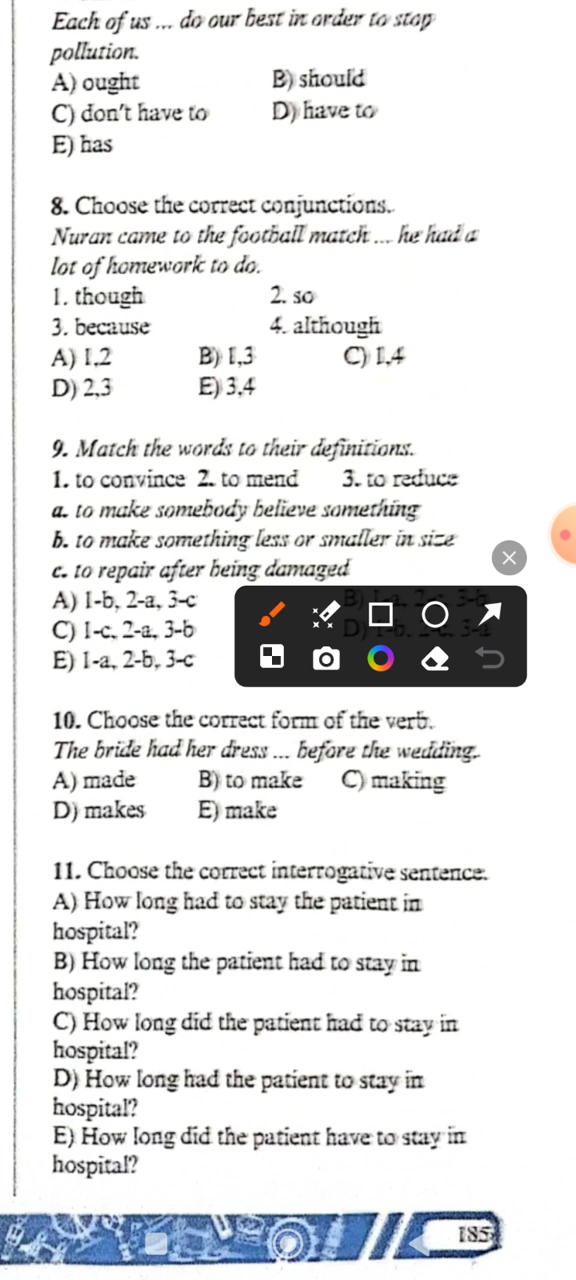 Each of us ... do our best in order to stop
pollution.
A) ought B) should
C) don't have to D) have to
E) has
8. Choose the correct conjunctions.
Nuran came to the football match ... he had a
lot of homework to do.
1. though 2. so
3. because 4. although
A) 1,2 B) 1,3 C) 1,4
D) 2,3 E) 3,4
9. Match the words to their definitions.
1. to convince 2. to mend 3. to reduce
a. to make somebody believe something
b. to make something less or smaller in size
c. to repair after being damaged
A) 1-b, 2-a, 3-c
C) 1-c, 2-a, 3-b
E) 1-a, 2-b, 3-c
10. Choose the correct form of the verb.
The bride had her dress ... before the wedding.
A) made B) to make C) making
D) makes E) make
11. Choose the correct interrogative sentence.
A) How long had to stay the patient in
hospital?
B) How long the patient had to stay in
hospital?
C) How long did the patient had to stay in
hospital?
D) How long had the patient to stay in
hospital?
E) How long did the patient have to stay in
hospital?
185